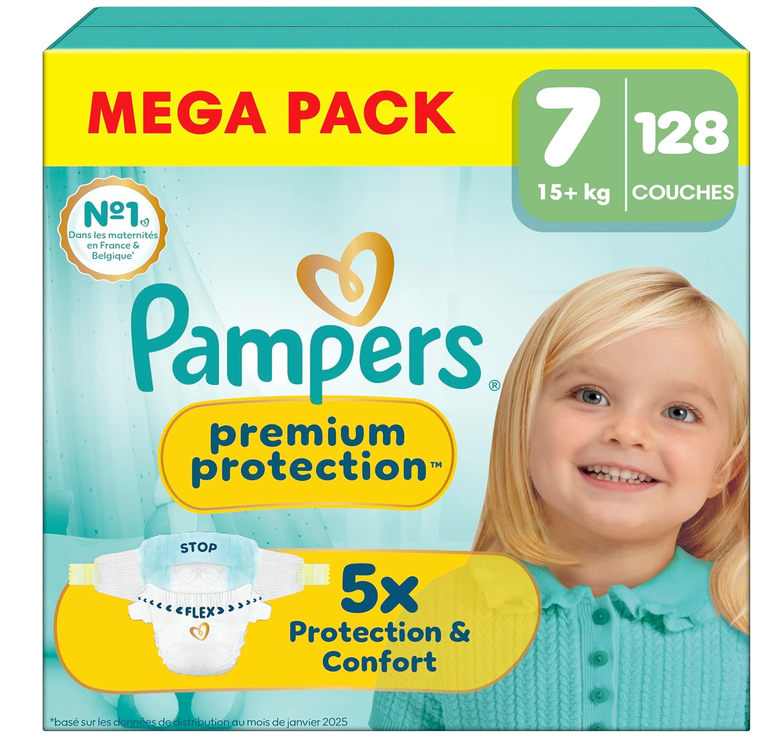 MEGA PACK
7
15+ kg
128
COUCHES
Nº1
Dans les maternités
en France &
Belgique*
Pampers®
premium
protection™
STOP
FLEX
5x
Protection &
Confort
*basé sur les données de distribution au mois de janvier 2025